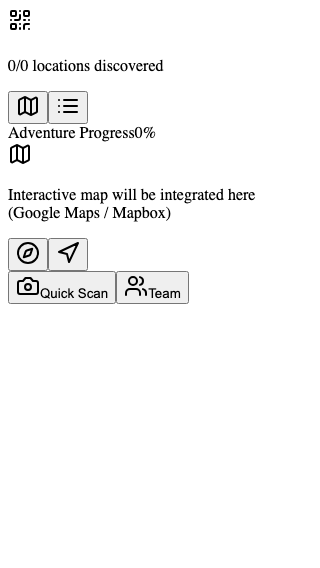 0/0 locations discovered
Adventure Progress0%
Interactive map will be integrated here
(Google Maps / Mapbox)
Quick Scan Team